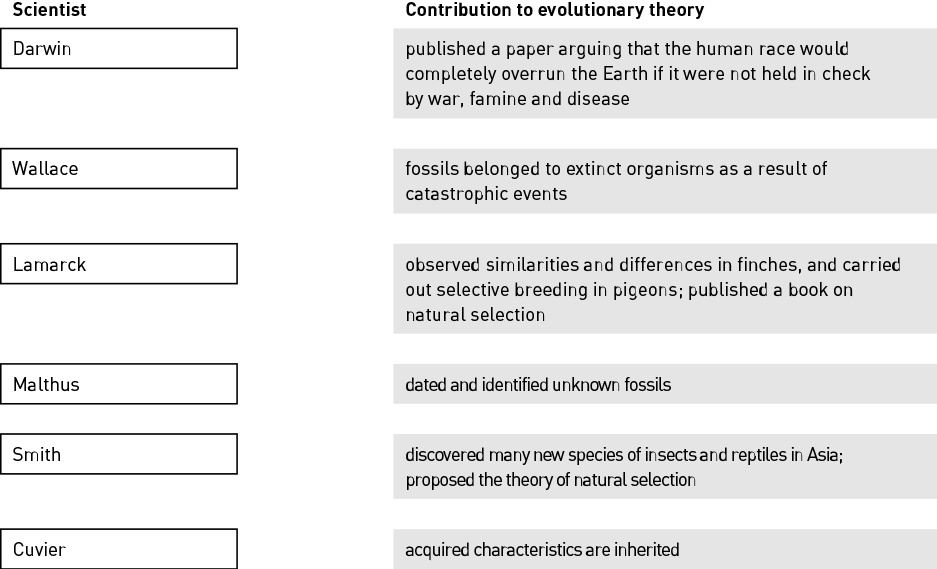 Scientist Contribution to evolutionary theory
Darwin published a paper arguing that the human race would
completely overrun the Earth if it were not held in check
by war, famine and disease
Wallace fossils belonged to extinct organisms as a result of
catastrophic events
Lamarck observed similarities and differences in finches, and carried
out selective breeding in pigeons; published a book on
natural selection
Malthus dated and identified unknown fossils
Smith discovered many new species of insects and reptiles in Asia;
proposed the theory of natural selection
Cuvier acquired characteristics are inherited